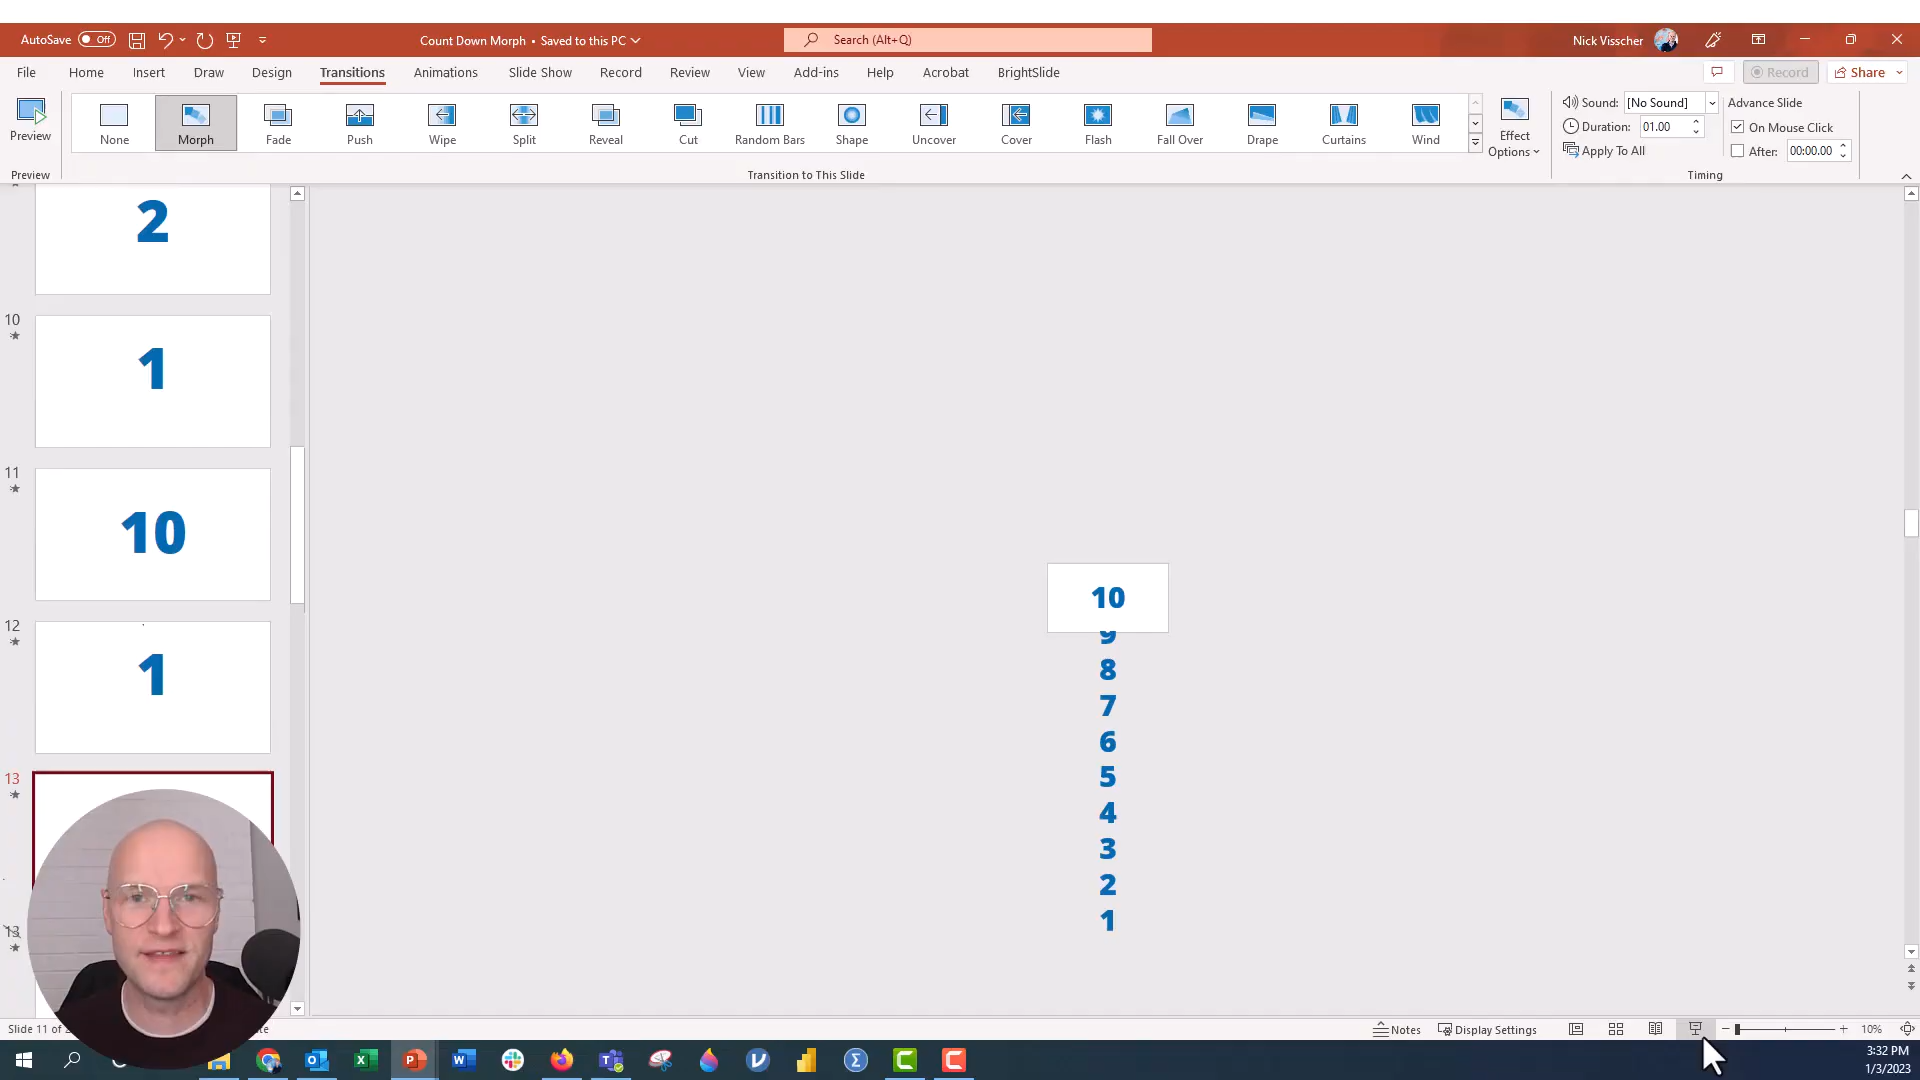 AutoSave Off
Count Down Morph • Saved to this PC
Search (Alt+Q)
Nick Visscher
File Home Insert Draw Design Transitions Animations Slide Show Record Review View Add-ins Help Acrobat BrightSlide
Record
Share
Preview
None Morph Fade Push Wipe Split Reveal Cut Random Bars Shape Uncover Cover Flash Fall Over Drape Curtains Wind
Effect
Options
Sound: [No Sound]
Duration: 01.00
Apply To All
Advance Slide
On Mouse Click
After: 00:00.00
Preview
Transition to This Slide
Timing
2
10
1
11
10
12
1
13
13
10
9
8
7
6
5
4
3
2
1
Slide 11 of
Notes
Display Settings
10%
3:32 PM
1/3/2023